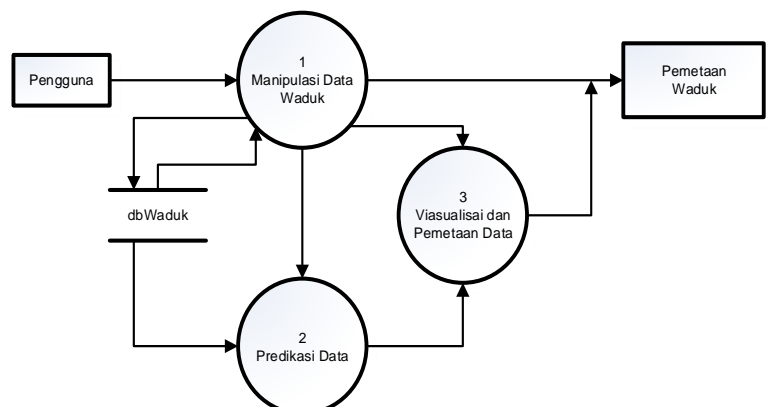 Pengguna
1
Manipulasi Data
Waduk
Pemetaan
Waduk
dbWaduk
3
Viasualisai dan
Pemetaan Data
2
Predikasi Data